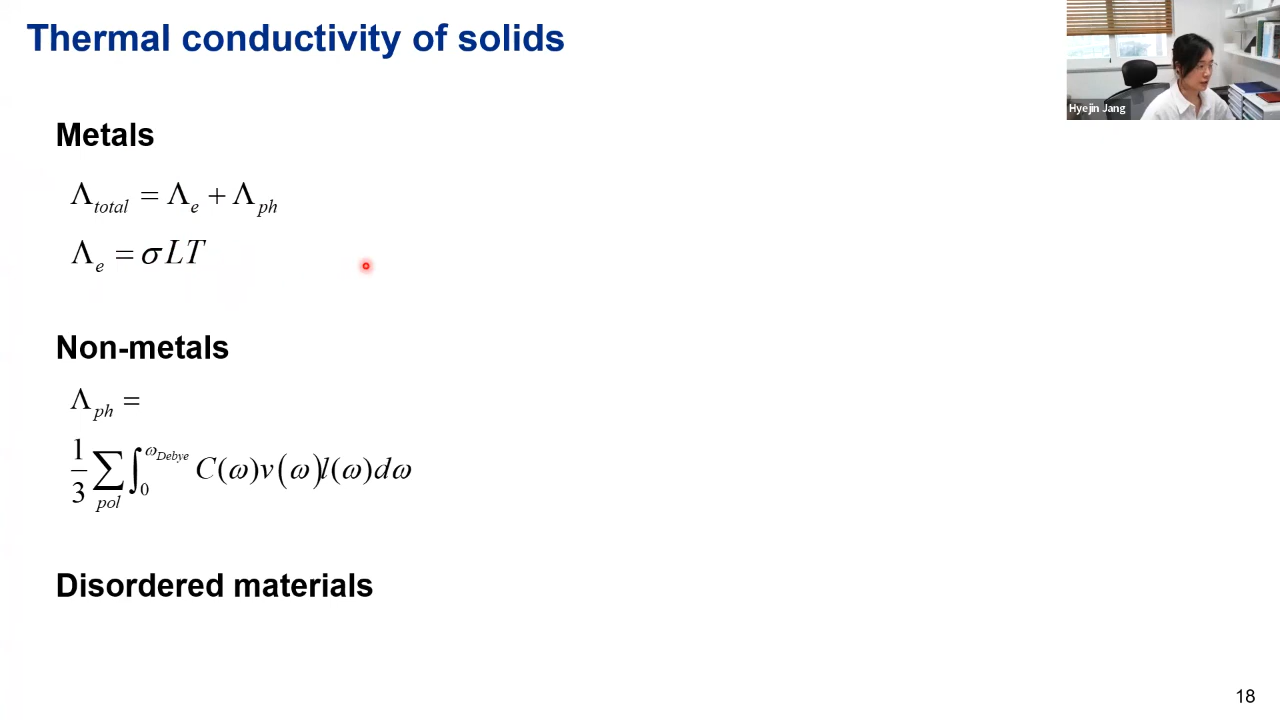 Thermal conductivity of solids
Hyejin Jang
Metals
Λ_total = Λ_e + Λ_ph
Λ_e = σLT
Non-metals
Λ_ph =
1/3 ∑_pol ∫_0^ω_Debye C(ω)v(ω)l(ω)dω
Disordered materials
18